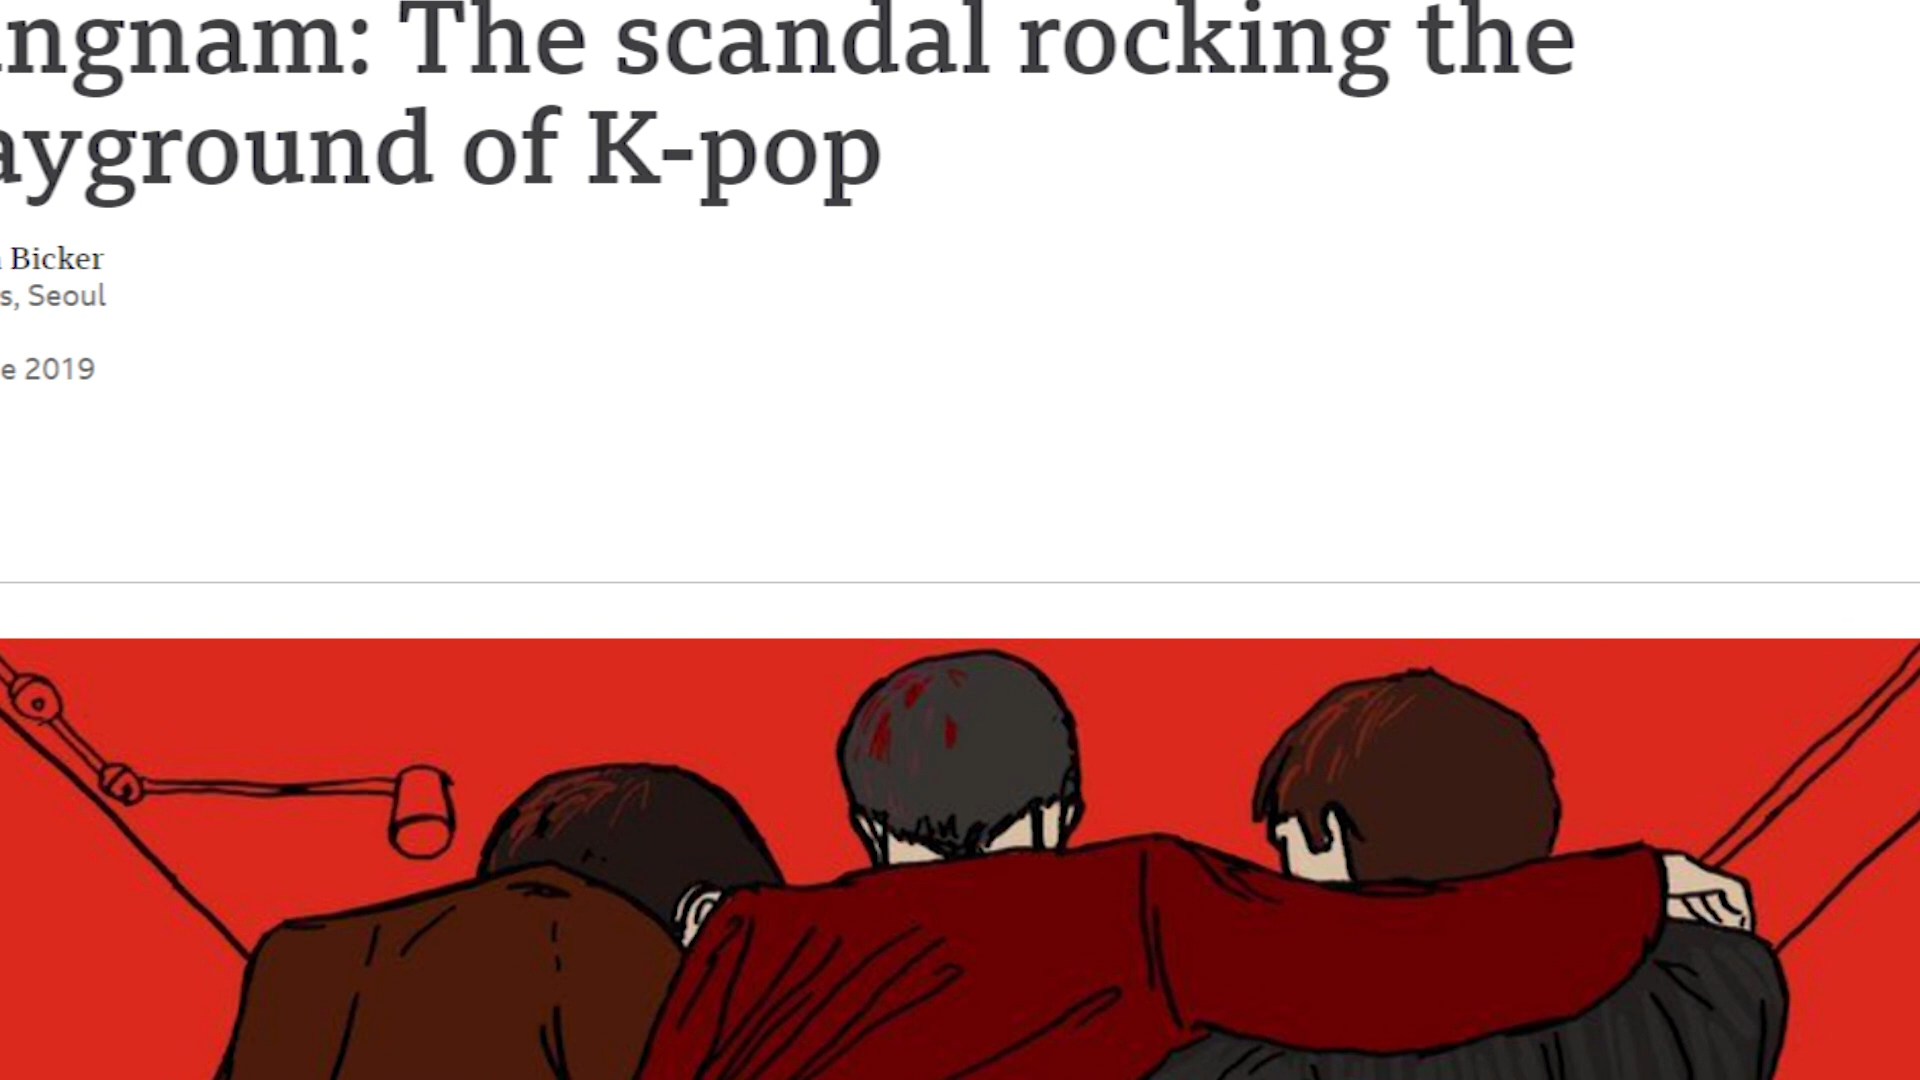 ngnam: The scandal rocking the
ayground of K-pop
Bicker
s, Seoul
e 2019